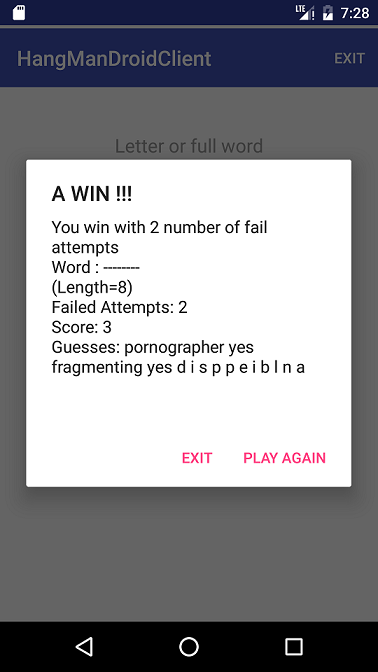 LTE 7:28
HangManDroidClient EXIT
Letter or full word
A WIN !!!
You win with 2 number of fail
attempts
Word : --------
(Length=8)
Failed Attempts: 2
Score: 3
Guesses: pornographer yes
fragmenting yes d i s p p e i b l n a
EXIT PLAY AGAIN